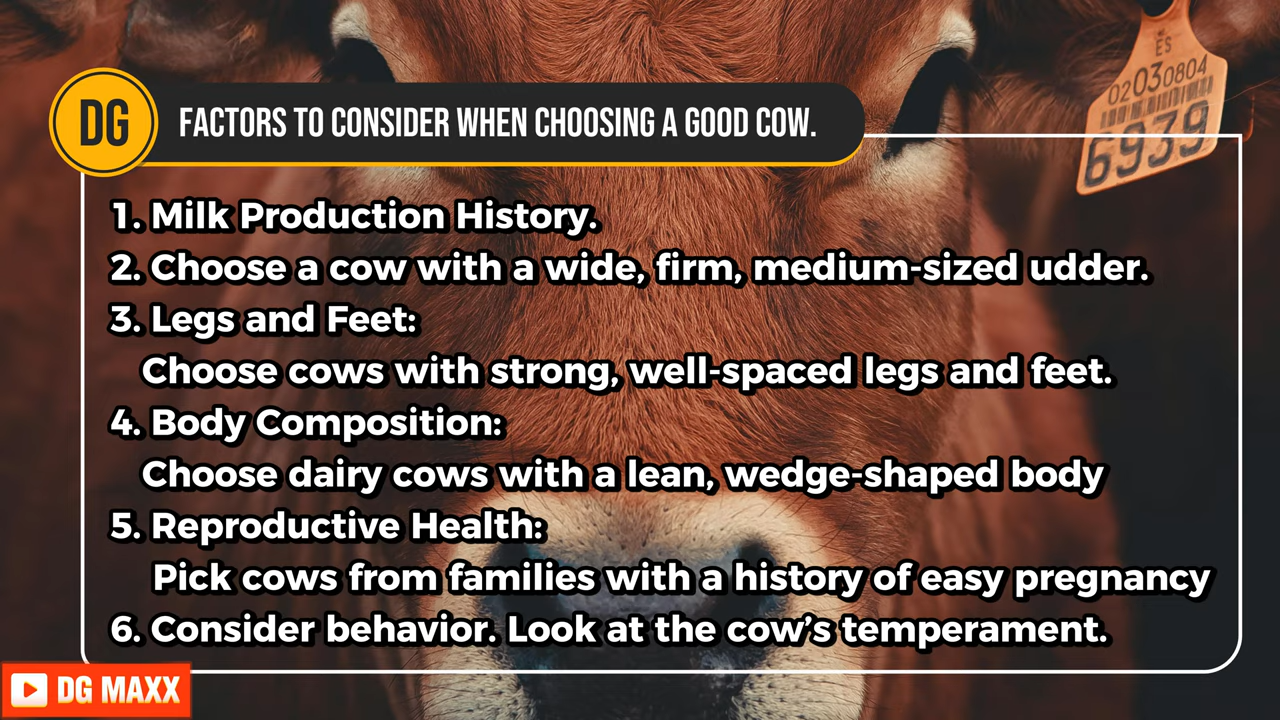 DG
FACTORS TO CONSIDER WHEN CHOOSING A GOOD COW.
ES
02030804
6939
1. Milk Production History.
2. Choose a cow with a wide, firm, medium-sized udder.
3. Legs and Feet:
Choose cows with strong, well-spaced legs and feet.
4. Body Composition:
Choose dairy cows with a lean, wedge-shaped body
5. Reproductive Health:
Pick cows from families with a history of easy pregnancy
6. Consider behavior. Look at the cow’s temperament.
DG MAXX